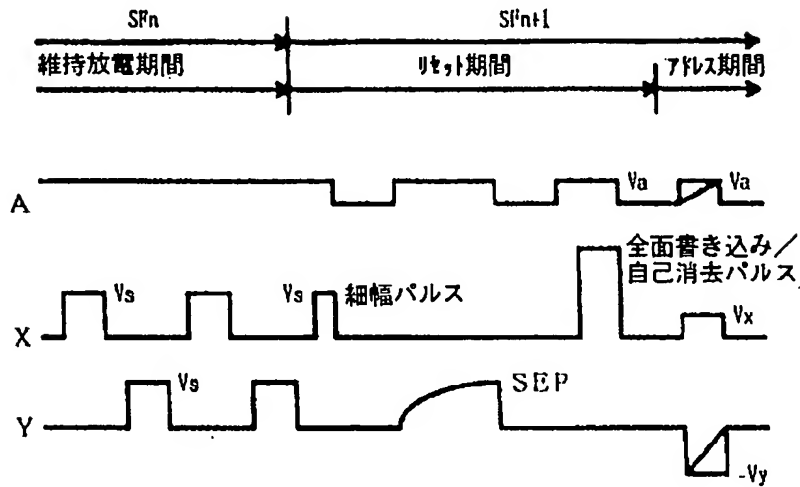 SFn
SFn+1
維持放電期間
リセット期間
アドレス期間
A
Va
Va
全面書き込み/
自己消去パルス
X
Vs
Vs
細幅パルス
Vx
Y
Vs
SEP
-Vy